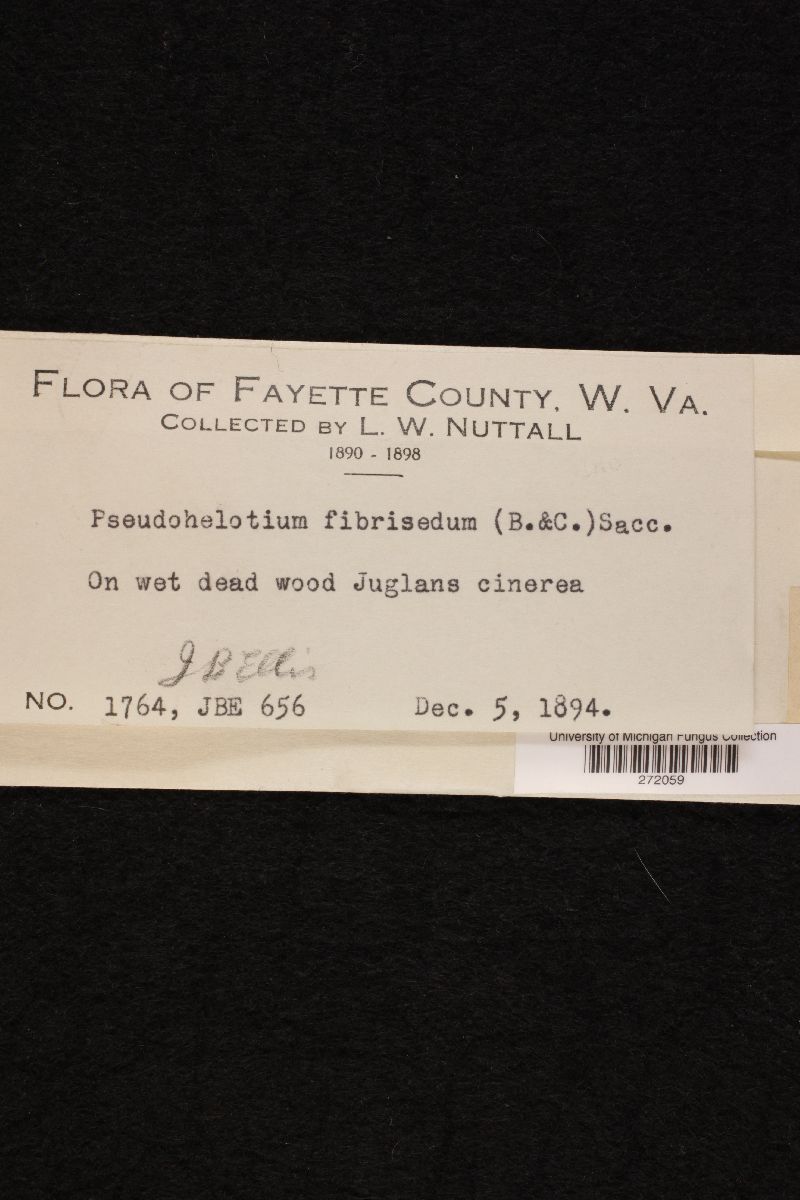 FLORA OF FAYETTE COUNTY, W. VA.
COLLECTED BY L. W. NUTTALL
1890 - 1898
Pseudohelotium fibrisedum (B.&C.)Sacc.
On wet dead wood Juglans cinerea
J B Ellis
NO. 1764, JBE 656 Dec. 5, 1894.
University of Michigan Fungus Collection
272059